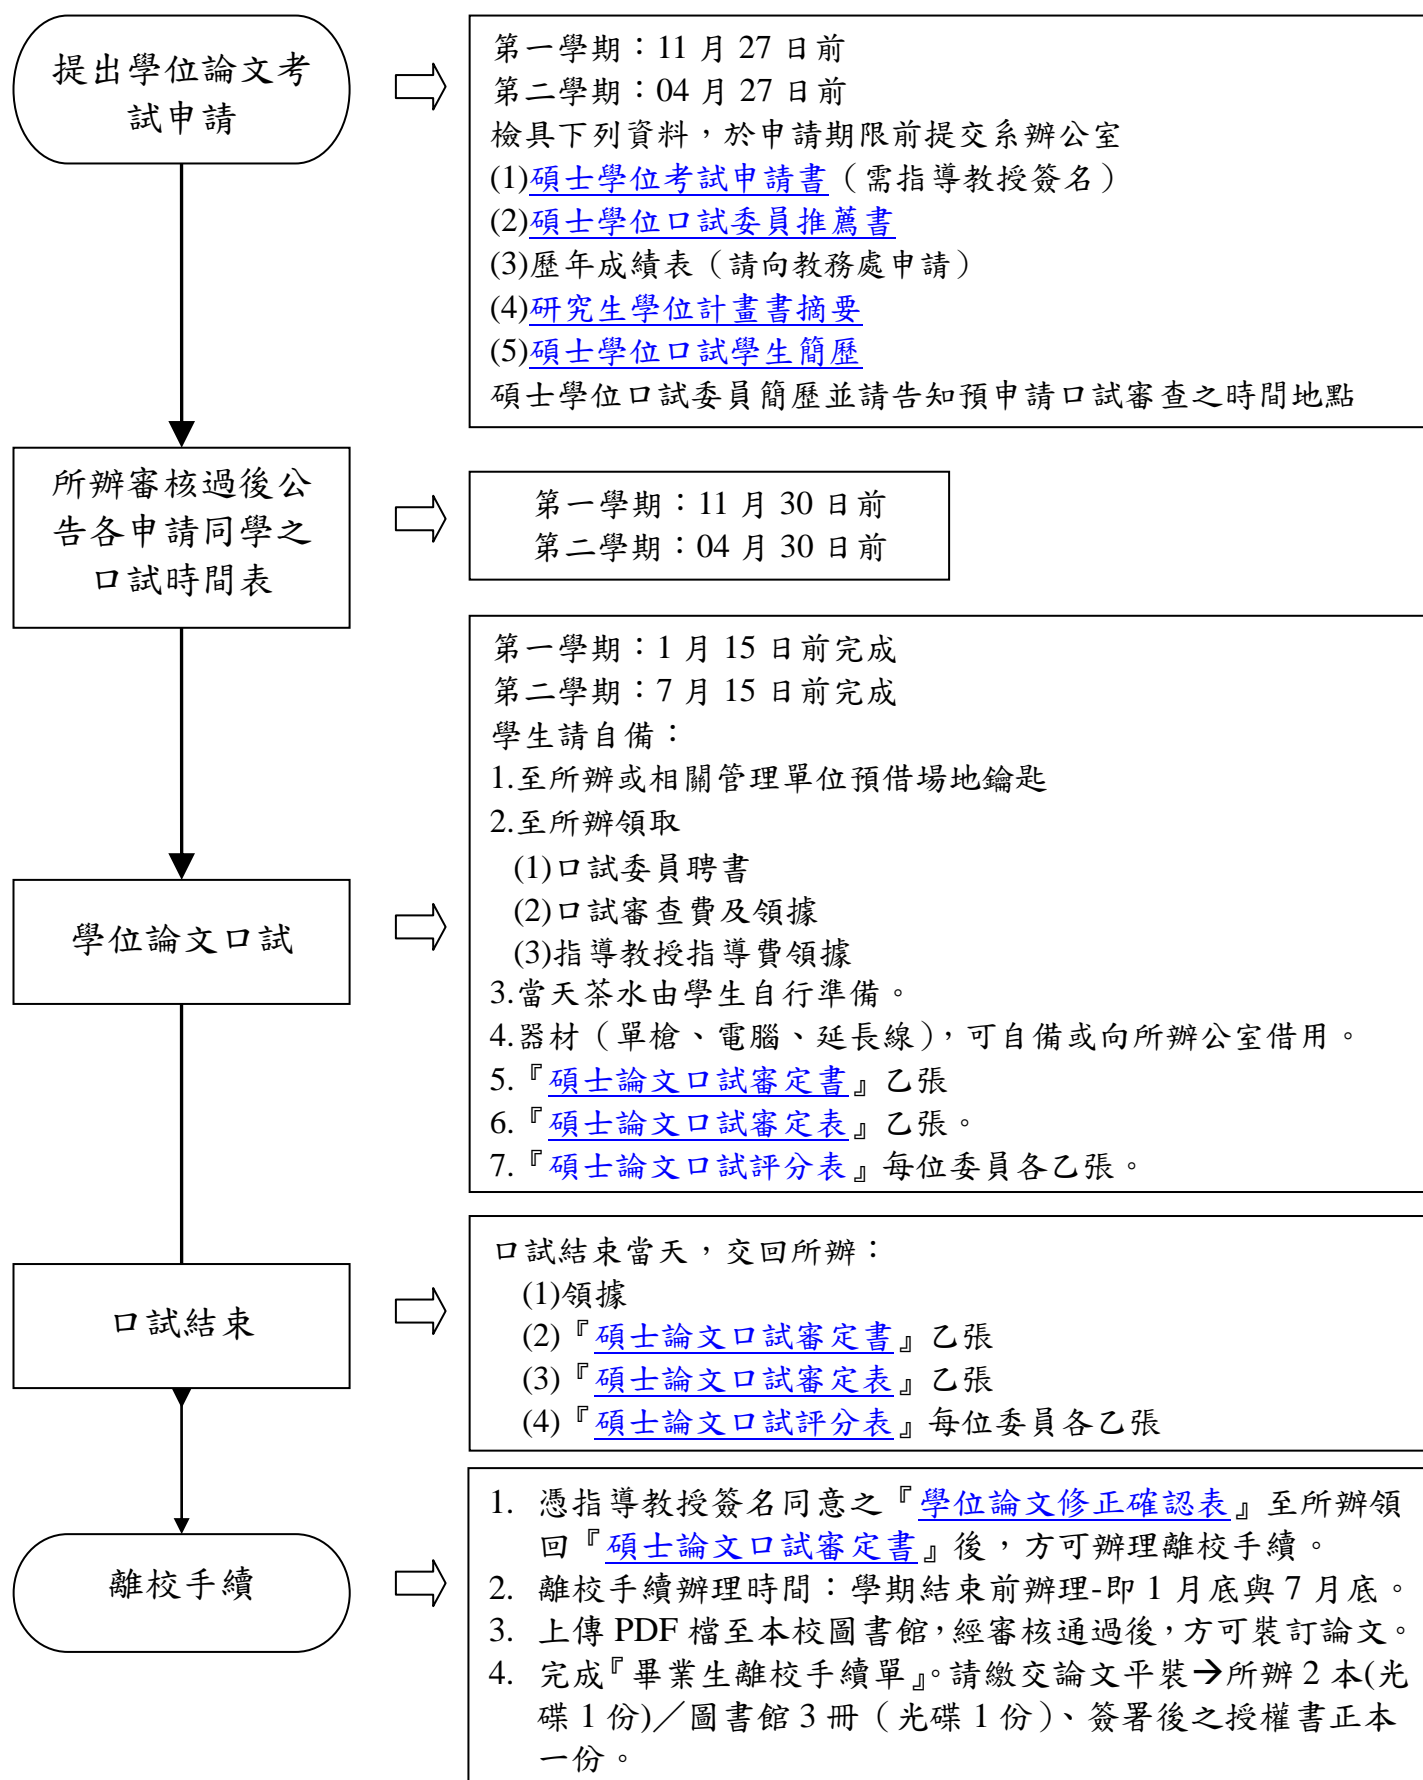 提出學位論文考
試申請
第一學期：11 月 27 日前
第二學期：04 月 27 日前
檢具下列資料，於申請期限前提交系辦公室
(1)碩士學位考試申請書（需指導教授簽名）
(2)碩士學位口試委員推薦書
(3)歷年成績表（請向教務處申請）
(4)研究生學位計畫書摘要
(5)碩士學位口試學生簡歷
碩士學位口試委員簡歷並請告知預申請口試審查之時間地點
所辦審核過後公
告各申請同學之
口試時間表
第一學期：11 月 30 日前
第二學期：04 月 30 日前
學位論文口試
第一學期：1 月 15 日前完成
第二學期：7 月 15 日前完成
學生請自備：
1.至所辦或相關管理單位預借場地鑰匙
2.至所辦領取
(1)口試委員聘書
(2)口試審查費及領據
(3)指導教授指導費領據
3.當天茶水由學生自行準備。
4.器材（單槍、電腦、延長線），可自備或向所辦公室借用。
5.『碩士論文口試審定書』乙張
6.『碩士論文口試審定表』乙張。
7.『碩士論文口試評分表』每位委員各乙張。
口試結束
口試結束當天，交回所辦：
(1)領據
(2)『碩士論文口試審定書』乙張
(3)『碩士論文口試審定表』乙張
(4)『碩士論文口試評分表』每位委員各乙張
離校手續
1. 憑指導教授簽名同意之『學位論文修正確認表』至所辦領
回『碩士論文口試審定書』後，方可辦理離校手續。
2. 離校手續辦理時間：學期結束前辦理-即 1 月底與 7 月底。
3. 上傳 PDF 檔至本校圖書館，經審核通過後，方可裝訂論文。
4. 完成『畢業生離校手續單』。請繳交論文平裝→所辦 2 本(光
碟 1 份)／圖書館 3 冊（光碟 1 份）、簽署後之授權書正本
一份。